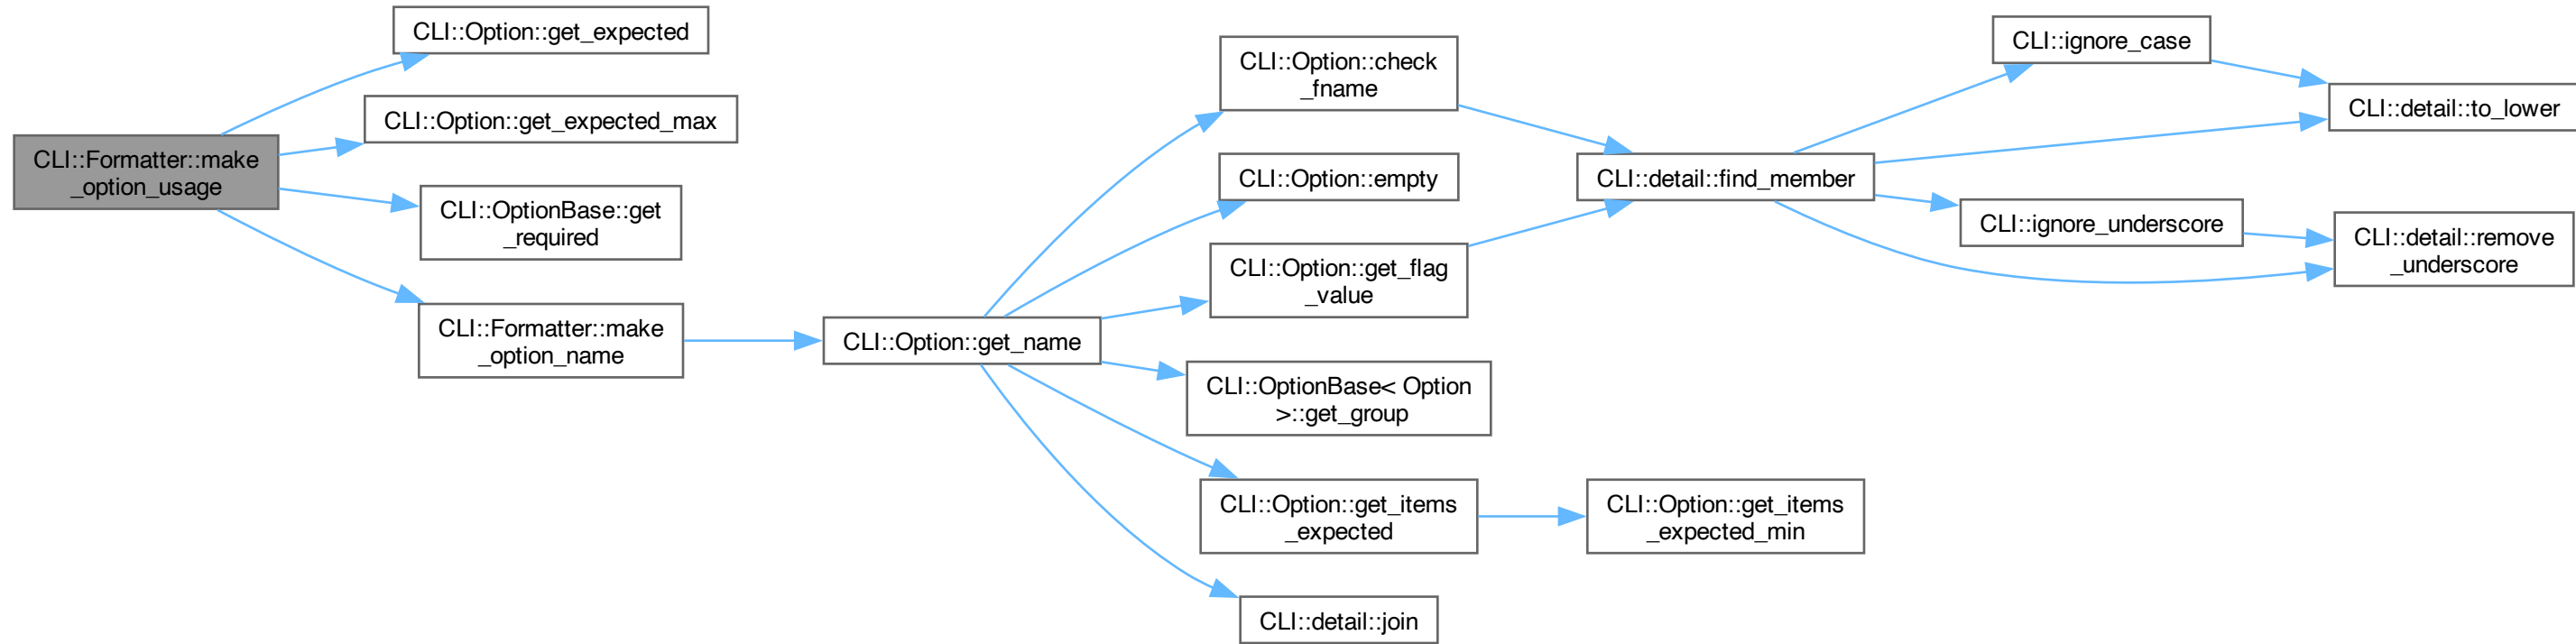 CLI::Formatter::make
_option_usage
CLI::Option::get_expected
CLI::Option::get_expected_max
CLI::OptionBase::get
_required
CLI::Formatter::make
_option_name
CLI::Option::get_name
CLI::Option::check
_fname
CLI::Option::empty
CLI::Option::get_flag
_value
CLI::OptionBase< Option
>::get_group
CLI::Option::get_items
_expected
CLI::detail::join
CLI::detail::find_member
CLI::Option::get_items
_expected_min
CLI::ignore_case
CLI::ignore_underscore
CLI::detail::to_lower
CLI::detail::remove
_underscore